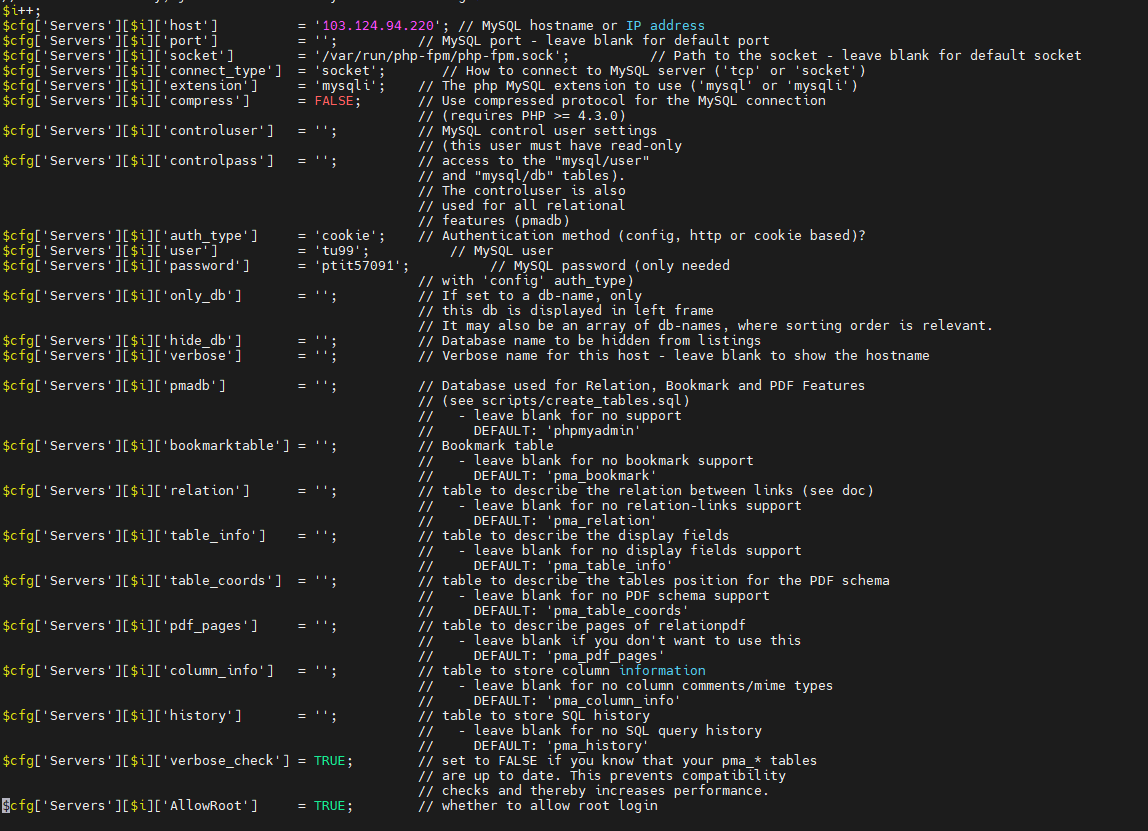 $i++;
$cfg['Servers'][$i]['host']          = '103.124.94.220'; // MySQL hostname or IP address
$cfg['Servers'][$i]['port']          = '';          // MySQL port - leave blank for default port
$cfg['Servers'][$i]['socket']        = '/var/run/php-fpm/php-fpm.sock';          // Path to the socket - leave blank for default socket
$cfg['Servers'][$i]['connect_type']  = 'socket';       // How to connect to MySQL server ('tcp' or 'socket')
$cfg['Servers'][$i]['extension']     = 'mysqli';    // The php MySQL extension to use ('mysql' or 'mysqli')
$cfg['Servers'][$i]['compress']      = FALSE;       // Use compressed protocol for the MySQL connection
// (requires PHP >= 4.3.0)
$cfg['Servers'][$i]['controluser']   = '';          // MySQL control user settings
// (this user must have read-only
$cfg['Servers'][$i]['controlpass']   = '';          // access to the "mysql/user"
// and "mysql/db" tables).
// The controluser is also
// used for all relational
// features (pmadb)
$cfg['Servers'][$i]['auth_type']     = 'cookie';    // Authentication method (config, http or cookie based)?
$cfg['Servers'][$i]['user']          = 'tu99';          // MySQL user
$cfg['Servers'][$i]['password']      = 'ptit57091';          // MySQL password (only needed
// with 'config' auth_type)
$cfg['Servers'][$i]['only_db']       = '';          // If set to a db-name, only
// this db is displayed in left frame
// It may also be an array of db-names, where sorting order is relevant.
$cfg['Servers'][$i]['hide_db']       = '';          // Database name to be hidden from listings
$cfg['Servers'][$i]['verbose']       = '';          // Verbose name for this host - leave blank to show the hostname
$cfg['Servers'][$i]['pmadb']         = '';          // Database used for Relation, Bookmark and PDF Features
// (see scripts/create_tables.sql)
//   - leave blank for no support
//     DEFAULT: 'phpmyadmin'
$cfg['Servers'][$i]['bookmarktable'] = '';          // Bookmark table
//   - leave blank for no bookmark support
//     DEFAULT: 'pma_bookmark'
$cfg['Servers'][$i]['relation']      = '';          // table to describe the relation between links (see doc)
//   - leave blank for no relation-links support
//     DEFAULT: 'pma_relation'
$cfg['Servers'][$i]['table_info']    = '';          // table to describe the display fields
//   - leave blank for no display fields support
//     DEFAULT: 'pma_table_info'
$cfg['Servers'][$i]['table_coords']  = '';          // table to describe the tables position for the PDF schema
//   - leave blank for no PDF schema support
//     DEFAULT: 'pma_table_coords'
$cfg['Servers'][$i]['pdf_pages']     = '';          // table to describe pages of relationpdf
//   - leave blank if you don't want to use this
//     DEFAULT: 'pma_pdf_pages'
$cfg['Servers'][$i]['column_info']   = '';          // table to store column information
//   - leave blank for no column comments/mime types
//     DEFAULT: 'pma_column_info'
$cfg['Servers'][$i]['history']       = '';          // table to store SQL history
//   - leave blank for no SQL query history
//     DEFAULT: 'pma_history'
$cfg['Servers'][$i]['verbose_check'] = TRUE;        // set to FALSE if you know that your pma_* tables
// are up to date. This prevents compatibility
// checks and thereby increases performance.
$cfg['Servers'][$i]['AllowRoot']     = TRUE;        // whether to allow root login